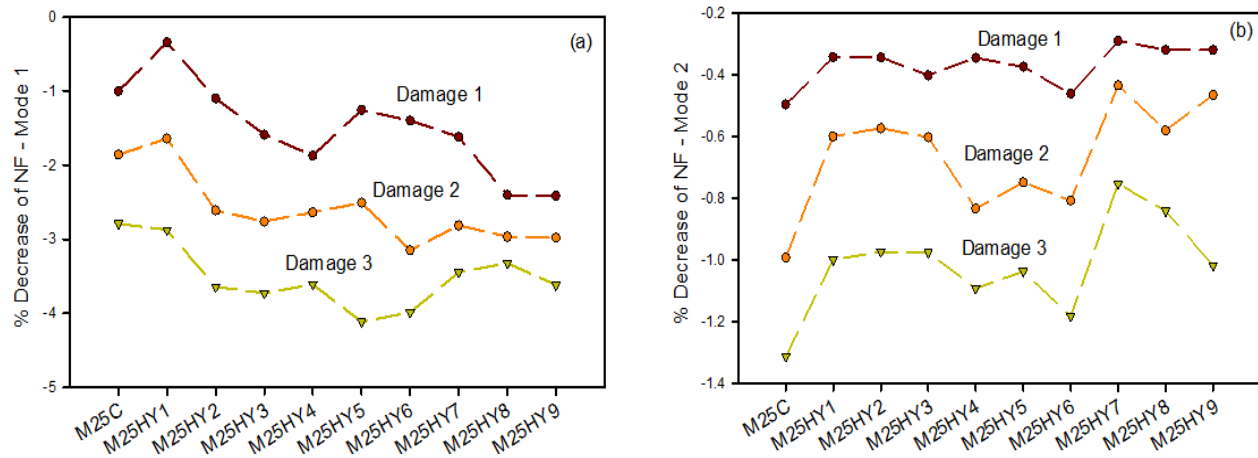 % Decrease of NF - Mode 1
0
-1
-2
-3
-4
-5
(a)
Damage 1
Damage 2
Damage 3
M25C
M25HY1
M25HY2
M25HY3
M25HY4
M25HY5
M25HY6
M25HY7
M25HY8
M25HY9
% Decrease of NF - Mode 2
-0.2
-0.4
-0.6
-0.8
-1.0
-1.2
-1.4
(b)
Damage 1
Damage 2
Damage 3
M25C
M25HY1
M25HY2
M25HY3
M25HY4
M25HY5
M25HY6
M25HY7
M25HY8
M25HY9